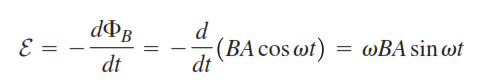 ℰ = − dΦ_B/dt = − d/dt (BA cos ωt) = ωBA sin ωt